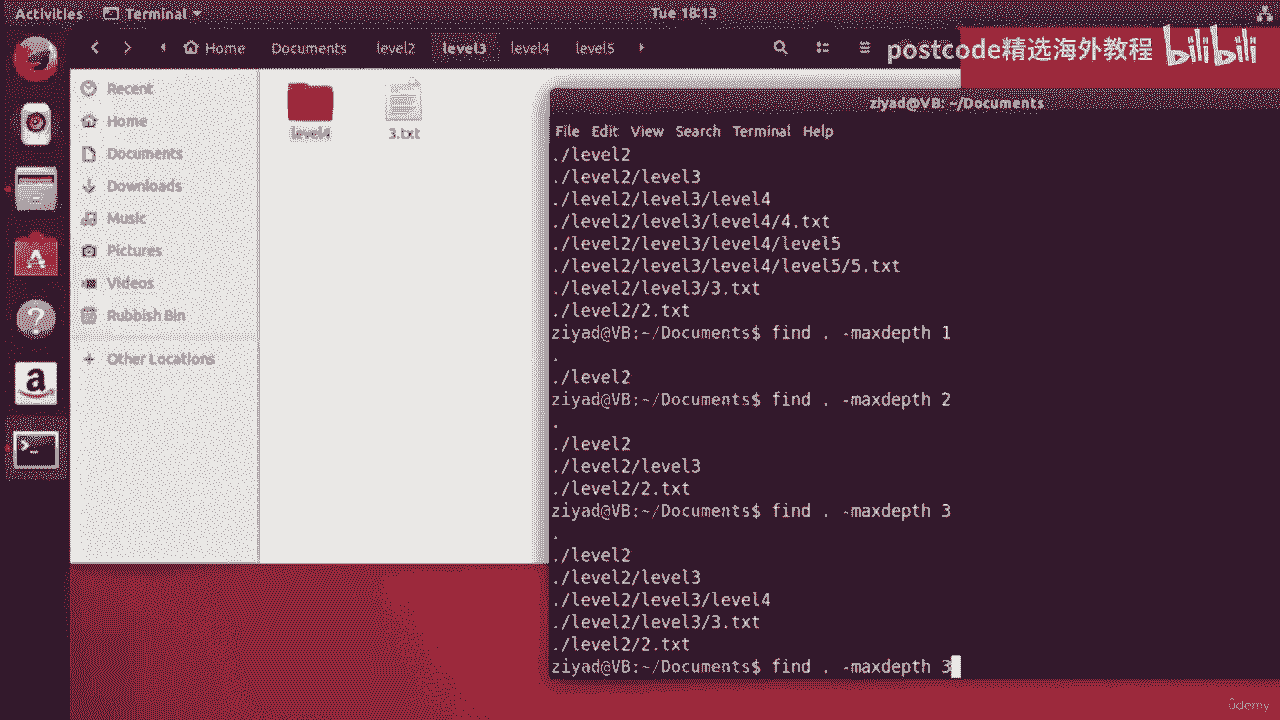 Activities Terminal Tue 18:13
Home Documents level2 level3 level4 level5
postcode精选海外教程 bilibili
Recent
Home
Documents
Downloads
Music
Pictures
Videos
Rubbish Bin
Other Locations
level4 3.txt
ziyad@VB: ~/Documents
File Edit View Search Terminal Help
./level2
./level2/level3
./level2/level3/level4
./level2/level3/level4/4.txt
./level2/level3/level4/level5
./level2/level3/level4/level5/5.txt
./level2/level3/3.txt
./level2/2.txt
ziyad@VB:~/Documents$ find . -maxdepth 1
.
./level2
ziyad@VB:~/Documents$ find . -maxdepth 2
.
./level2
./level2/level3
./level2/2.txt
ziyad@VB:~/Documents$ find . -maxdepth 3
.
./level2
./level2/level3
./level2/level3/level4
./level2/level3/3.txt
./level2/2.txt
ziyad@VB:~/Documents$ find . -maxdepth 3
ûdemy